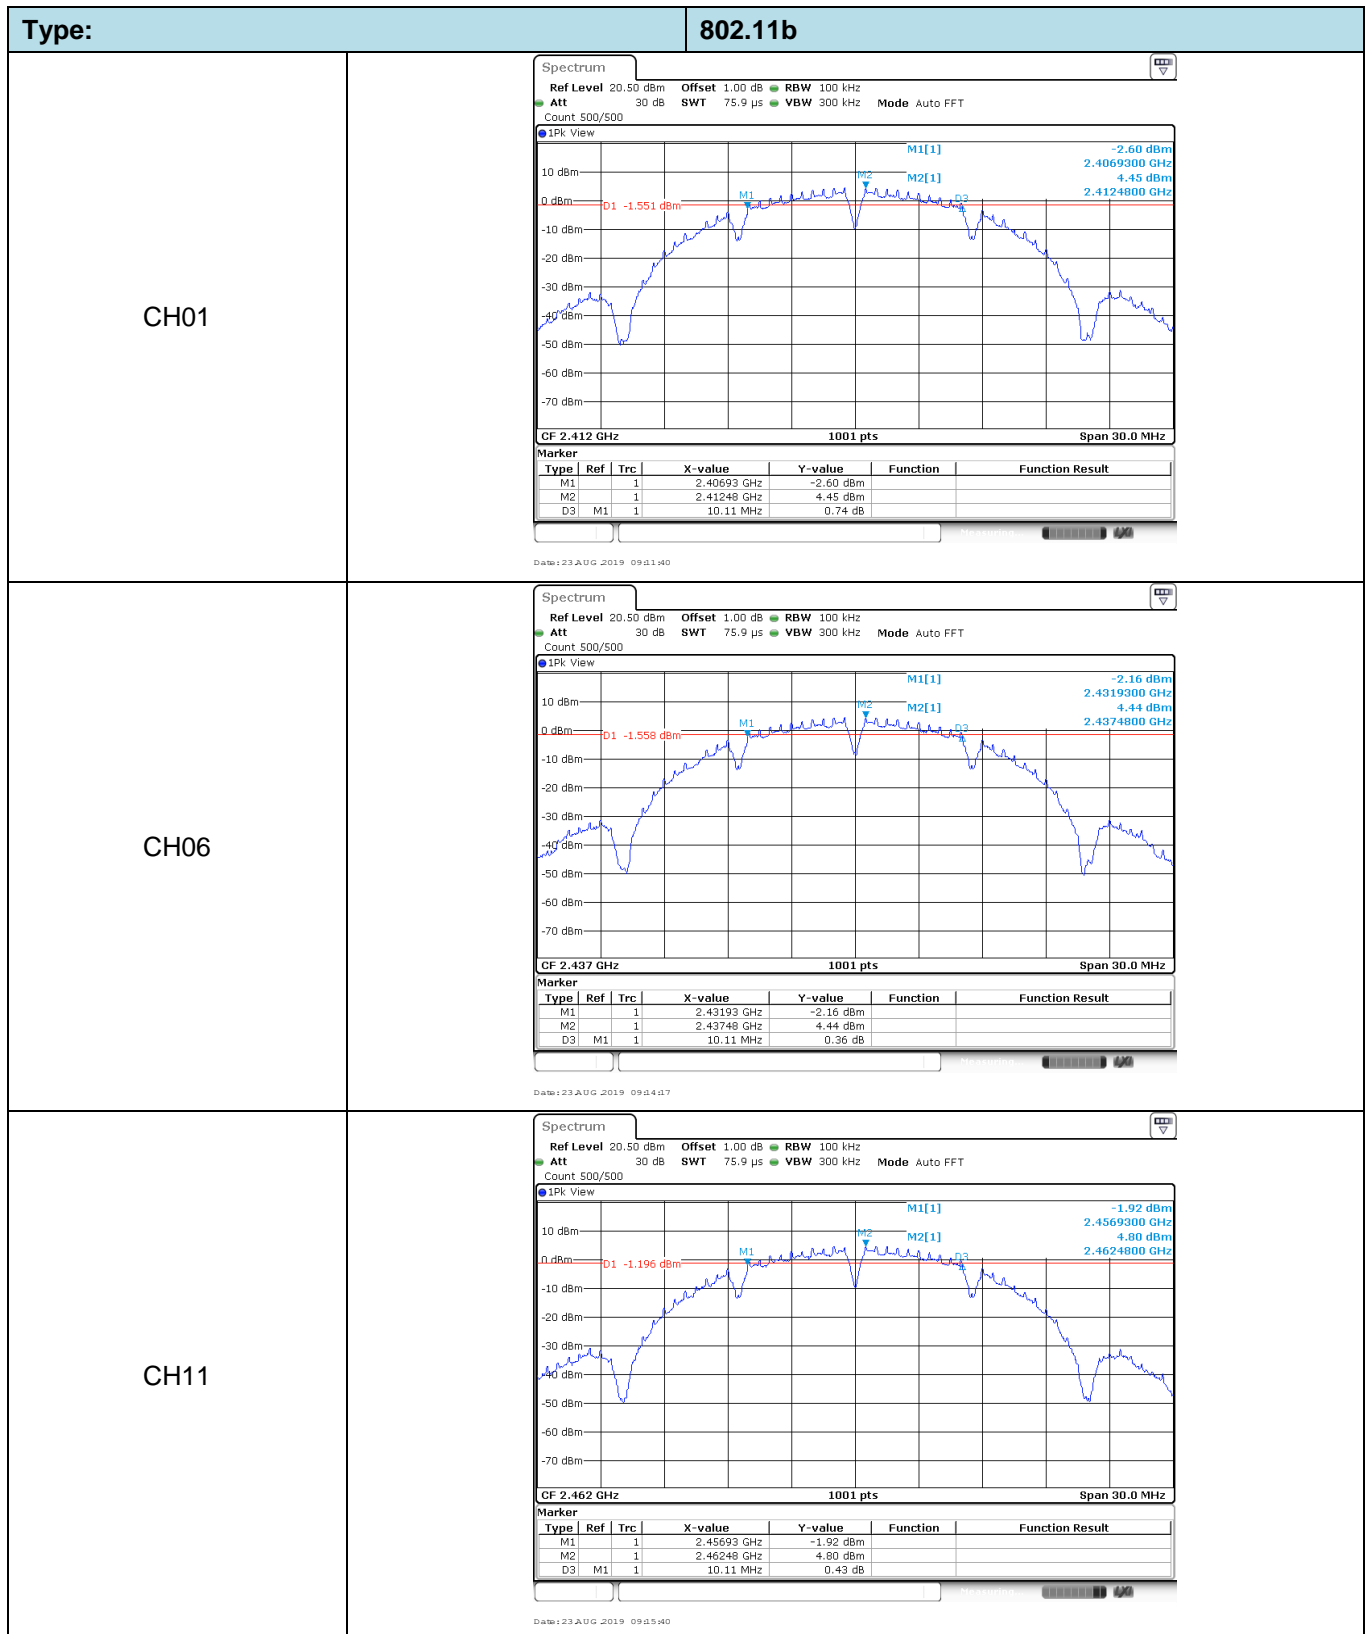 Type: 802.11b
CH01
Spectrum
Ref Level 20.50 dBm Offset 1.00 dB RBW 100 kHz
Att 30 dB SWT 75.9 µs VBW 300 kHz Mode Auto FFT
Count 500/500
1Pk View
M1[1] -2.60 dBm
2.4069300 GHz
M2[1] 4.45 dBm
2.4124800 GHz
10 dBm
M2
0 dBm
M1
D3
D1 -1.551 dBm
-10 dBm
-20 dBm
-30 dBm
-40 dBm
-50 dBm
-60 dBm
-70 dBm
CF 2.412 GHz 1001 pts Span 30.0 MHz
Marker
Type Ref Trc X-value Y-value Function Function Result
M1 1 2.40693 GHz -2.60 dBm
M2 1 2.41248 GHz 4.45 dBm
D3 M1 1 10.11 MHz 0.74 dB
Measuring...
Date: 23.AUG.2019 09:11:40
CH06
Spectrum
Ref Level 20.50 dBm Offset 1.00 dB RBW 100 kHz
Att 30 dB SWT 75.9 µs VBW 300 kHz Mode Auto FFT
Count 500/500
1Pk View
M1[1] -2.16 dBm
2.4319300 GHz
M2[1] 4.44 dBm
2.4374800 GHz
10 dBm
M2
0 dBm
M1
D3
D1 -1.558 dBm
-10 dBm
-20 dBm
-30 dBm
-40 dBm
-50 dBm
-60 dBm
-70 dBm
CF 2.437 GHz 1001 pts Span 30.0 MHz
Marker
Type Ref Trc X-value Y-value Function Function Result
M1 1 2.43193 GHz -2.16 dBm
M2 1 2.43748 GHz 4.44 dBm
D3 M1 1 10.11 MHz 0.36 dB
Measuring...
Date: 23.AUG.2019 09:14:17
CH11
Spectrum
Ref Level 20.50 dBm Offset 1.00 dB RBW 100 kHz
Att 30 dB SWT 75.9 µs VBW 300 kHz Mode Auto FFT
Count 500/500
1Pk View
M1[1] -1.92 dBm
2.4569300 GHz
M2[1] 4.80 dBm
2.4624800 GHz
10 dBm
M2
0 dBm
M1
D3
D1 -1.196 dBm
-10 dBm
-20 dBm
-30 dBm
-40 dBm
-50 dBm
-60 dBm
-70 dBm
CF 2.462 GHz 1001 pts Span 30.0 MHz
Marker
Type Ref Trc X-value Y-value Function Function Result
M1 1 2.45693 GHz -1.92 dBm
M2 1 2.46248 GHz 4.80 dBm
D3 M1 1 10.11 MHz 0.43 dB
Measuring...
Date: 23.AUG.2019 09:15:40